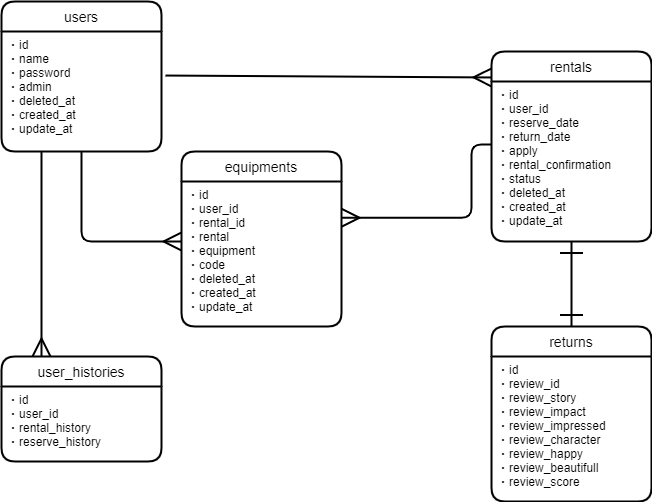 users
・id
・name
・password
・admin
・deleted_at
・created_at
・update_at
rentals
・id
・user_id
・reserve_date
・return_date
・apply
・rental_confirmation
・status
・deleted_at
・created_at
・update_at
equipments
・id
・user_id
・rental_id
・rental
・equipment
・code
・deleted_at
・created_at
・update_at
user_histories
・id
・user_id
・rental_history
・reserve_history
returns
・id
・review_id
・review_story
・review_impact
・review_impressed
・review_character
・review_happy
・review_beautifull
・review_score